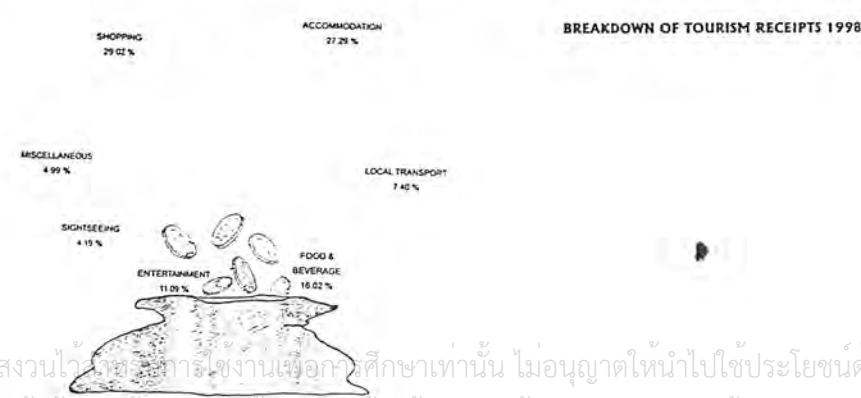 BREAKDOWN OF TOURISM RECEIPTS 1998
ACCOMMODATION
27.29 %
SHOPPING
29.02 %
MISCELLANEOUS
4.99 %
LOCAL TRANSPORT
7.40 %
SIGHTSEEING
4.19 %
FOOD &
BEVERAGE
16.02 %
ENTERTAINMENT
11.09 %
การใช้งานเพื่อการศึกษาเท่านั้น ไม่อนุญาตให้นำไปใช้ประโยชน์